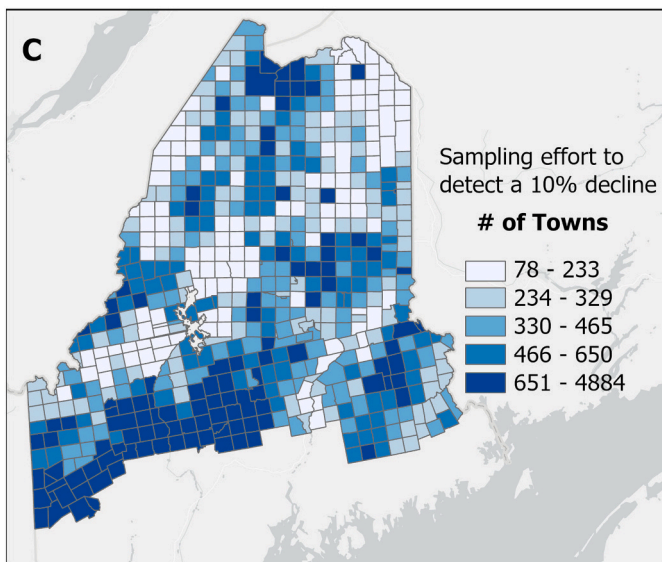 C
Sampling effort to
detect a 10% decline
# of Towns
78 - 233
234 - 329
330 - 465
466 - 650
651 - 4884